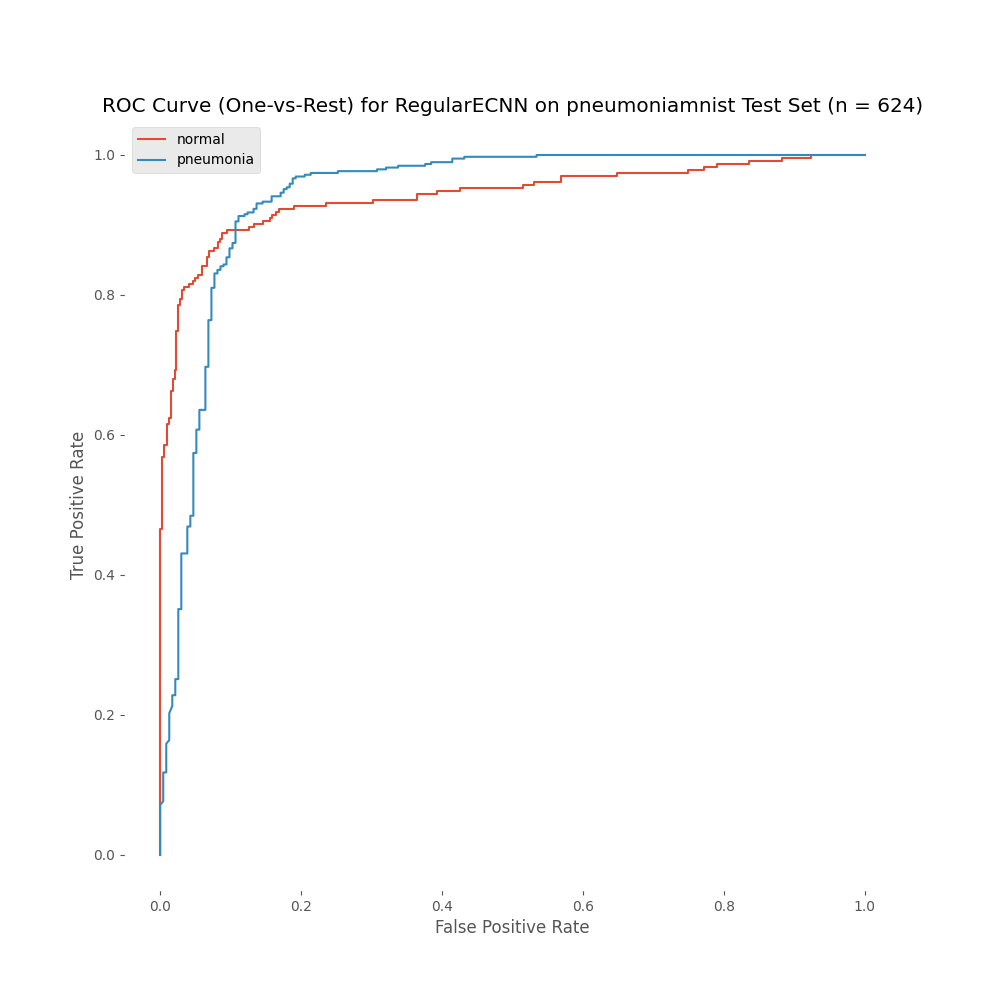 ROC Curve (One-vs-Rest) for RegularECNN on pneumoniamnist Test Set (n = 624)
normal
pneumonia
1.0
0.8
0.6
0.4
0.2
0.0
True Positive Rate
0.0 0.2 0.4 0.6 0.8 1.0
False Positive Rate